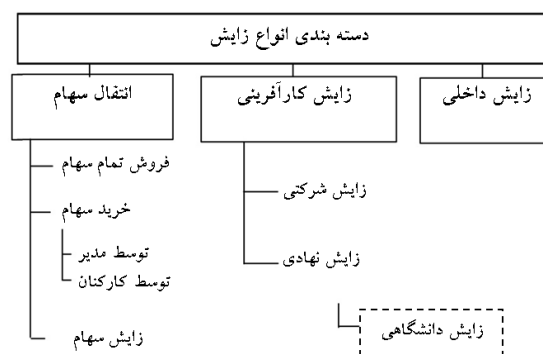 دسته بندی انواع زایش
زایش داخلی
زایش کارآفرینی
زایش شرکتی
زایش نهادی
زایش دانشگاهی
انتقال سهام
فروش تمام سهام
خرید سهام
توسط مدیر
توسط کارکنان
زایش سهام